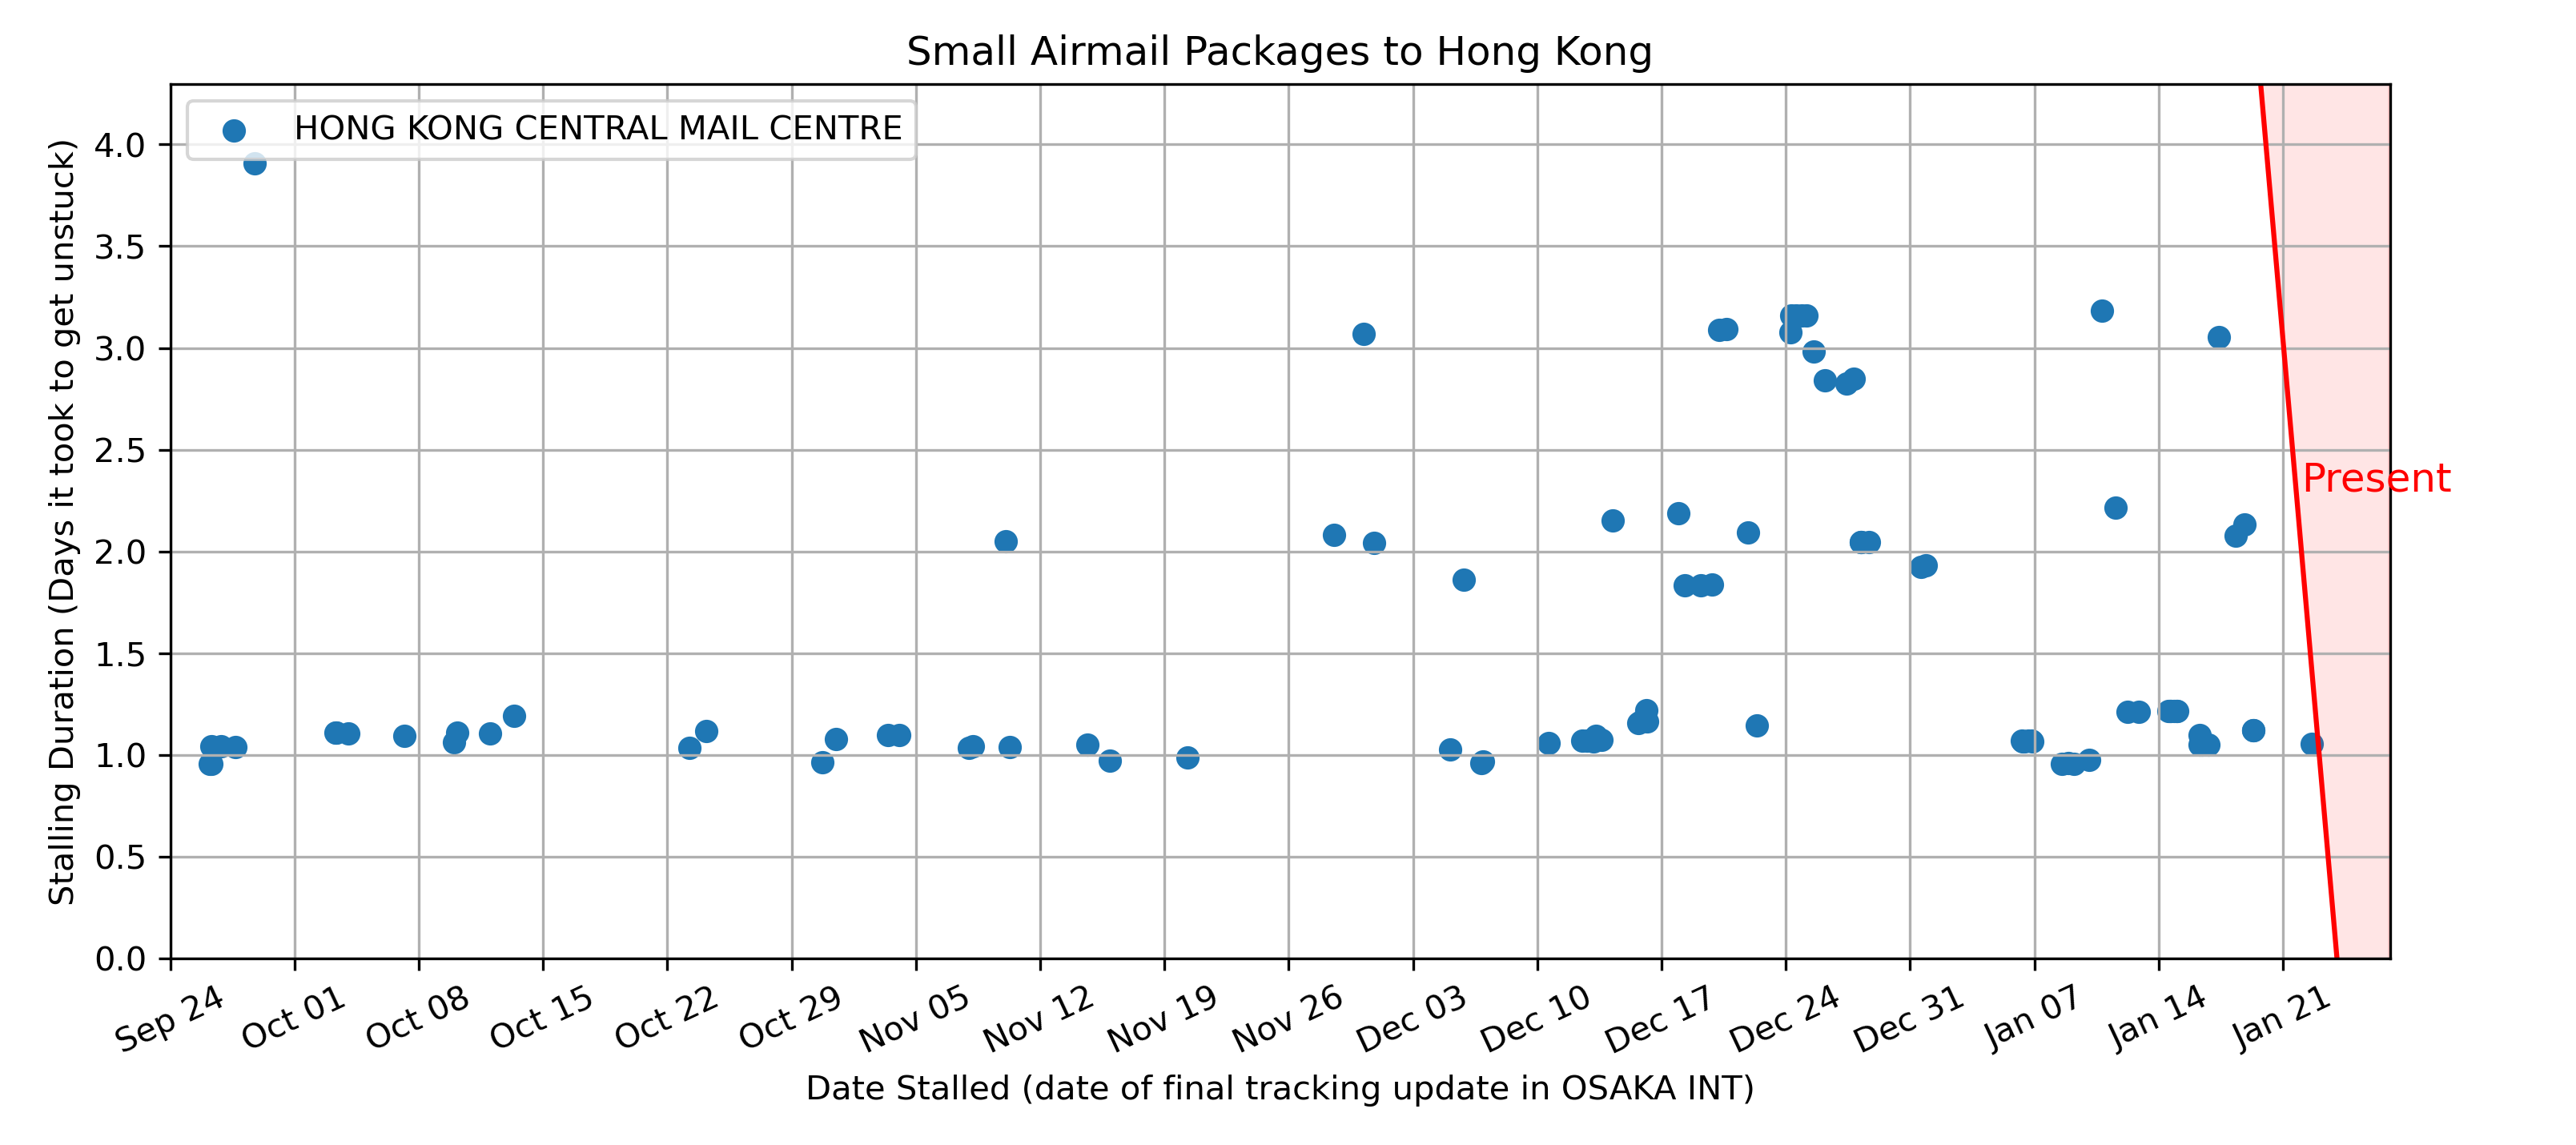 Small Airmail Packages to Hong Kong
HONG KONG CENTRAL MAIL CENTRE
Stalling Duration (Days it took to get unstuck)
4.0
3.5
3.0
2.5
2.0
1.5
1.0
0.5
0.0
Present
Sep 24
Oct 01
Oct 08
Oct 15
Oct 22
Oct 29
Nov 05
Nov 12
Nov 19
Nov 26
Dec 03
Dec 10
Dec 17
Dec 24
Dec 31
Jan 07
Jan 14
Jan 21
Date Stalled (date of final tracking update in OSAKA INT)